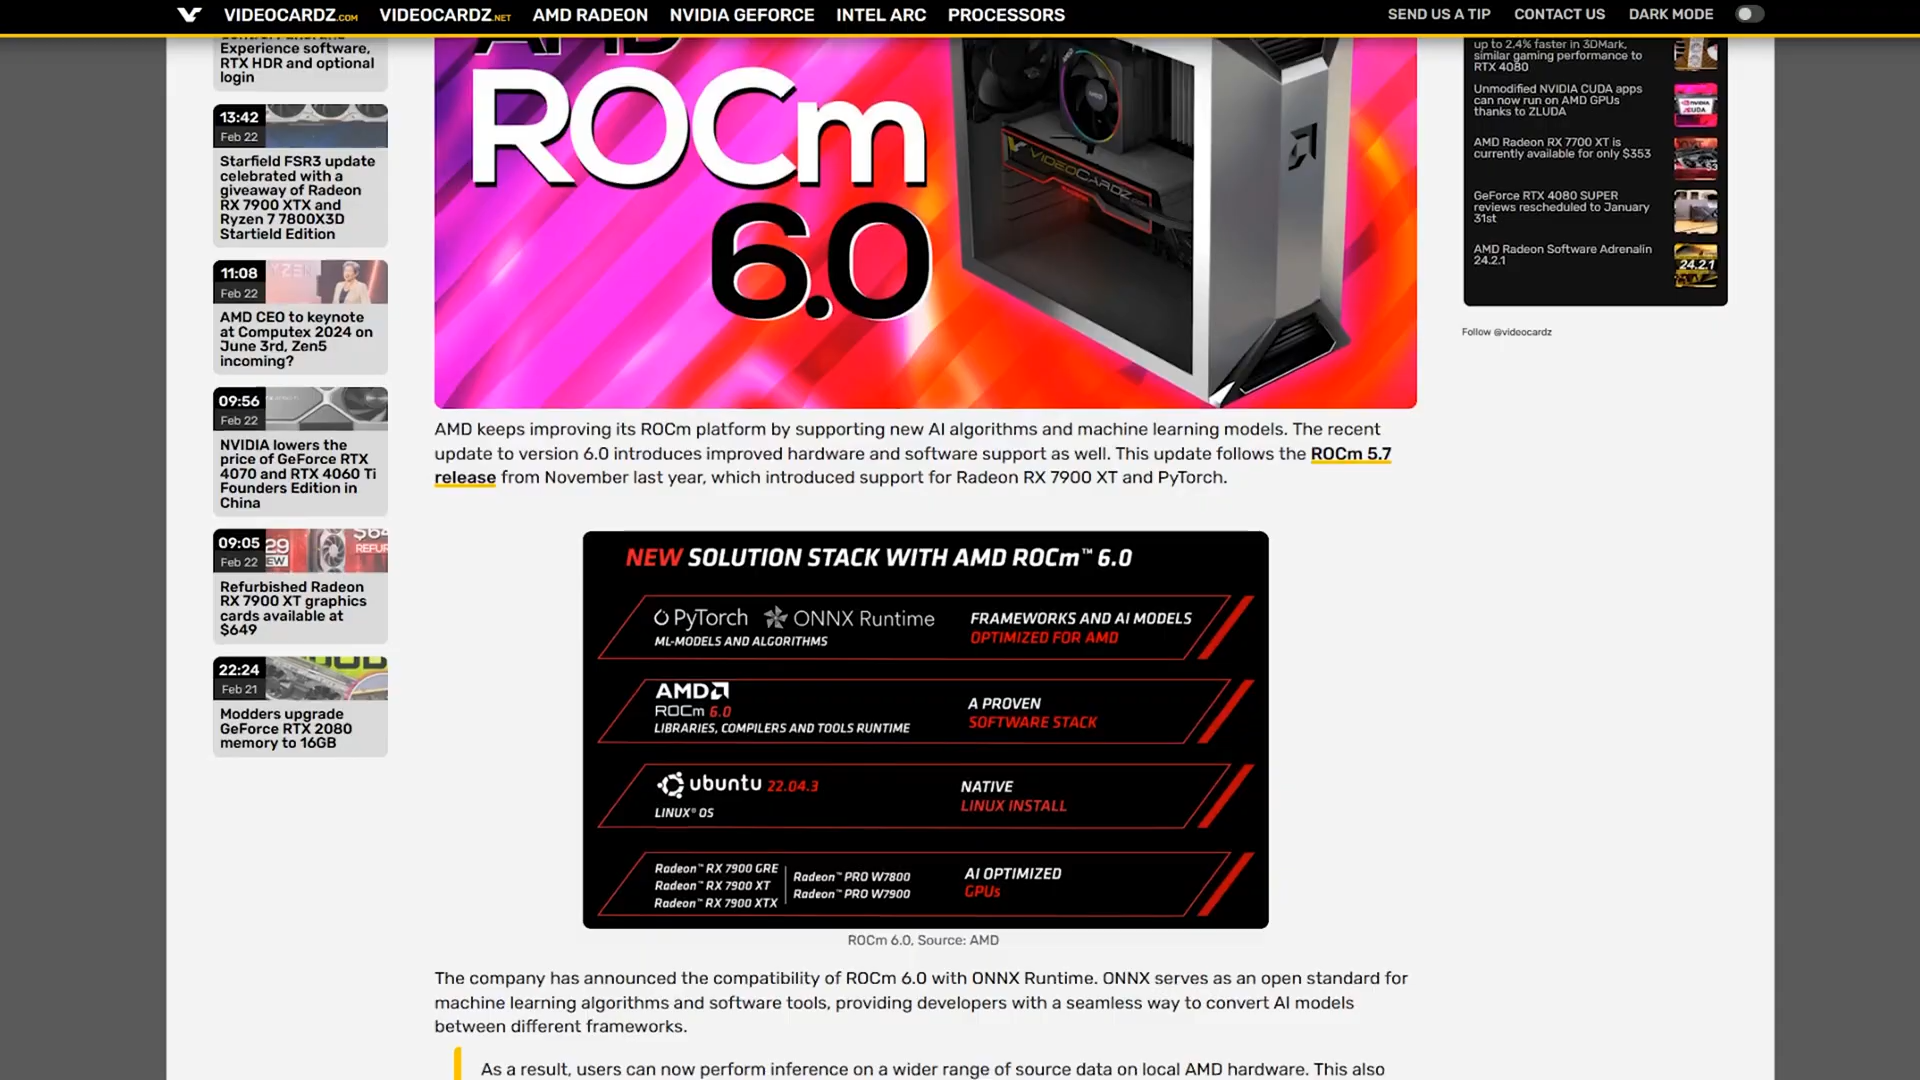 VIDEOCARDZ.COM
VIDEOCARDZ.NET
AMD RADEON
NVIDIA GEFORCE
INTEL ARC
PROCESSORS
SEND US A TIP
CONTACT US
DARK MODE
Experience software,
RTX HDR and optional
login
13:42
Feb 22
Starfield FSR3 update
celebrated with a
giveaway of Radeon
RX 7900 XTX and
Ryzen 7 7800X3D
Startield Edition
11:08
Feb 22
AMD CEO to keynote
at Computex 2024 on
June 3rd, Zen5
incoming?
09:56
Feb 22
NVIDIA lowers the
price of GeForce RTX
4070 and RTX 4060 Ti
Founders Edition in
China
09:05
Feb 22
Refurbished Radeon
RX 7900 XT graphics
cards available at
$649
22:24
Feb 21
Modders upgrade
GeForce RTX 2080
memory to 16GB
AMD
ROCm
6.0
VIDEOCARDZ
AMD keeps improving its ROCm platform by supporting new AI algorithms and machine learning models. The recent
update to version 6.0 introduces improved hardware and software support as well. This update follows the ROCm 5.7
release from November last year, which introduced support for Radeon RX 7900 XT and PyTorch.
NEW SOLUTION STACK WITH AMD ROCm™ 6.0
PyTorch ONNX Runtime
ML-MODELS AND ALGORITHMS
FRAMEWORKS AND AI MODELS
OPTIMIZED FOR AMD
AMD
ROCm 6.0
LIBRARIES, COMPILERS AND TOOLS RUNTIME
A PROVEN
SOFTWARE STACK
ubuntu 22.04.3
LINUX® OS
NATIVE
LINUX INSTALL
Radeon™ RX 7900 GRE
Radeon™ RX 7900 XT
Radeon™ RX 7900 XTX
Radeon™ PRO W7800
Radeon™ PRO W7900
AI OPTIMIZED
GPUs
ROCm 6.0, Source: AMD
The company has announced the compatibility of ROCm 6.0 with ONNX Runtime. ONNX serves as an open standard for
machine learning algorithms and software tools, providing developers with a seamless way to convert AI models
between different frameworks.
As a result, users can now perform inference on a wider range of source data on local AMD hardware. This also
up to 2.4% faster in 3DMark,
similar gaming performance to
RTX 4080
Unmodified NVIDIA CUDA apps
can now run on AMD GPUs
thanks to ZLUDA
AMD Radeon RX 7700 XT is
currently available for only $353
GeForce RTX 4080 SUPER
reviews rescheduled to January
31st
AMD Radeon Software Adrenalin
24.2.1
24.2.1
Follow @videocardz